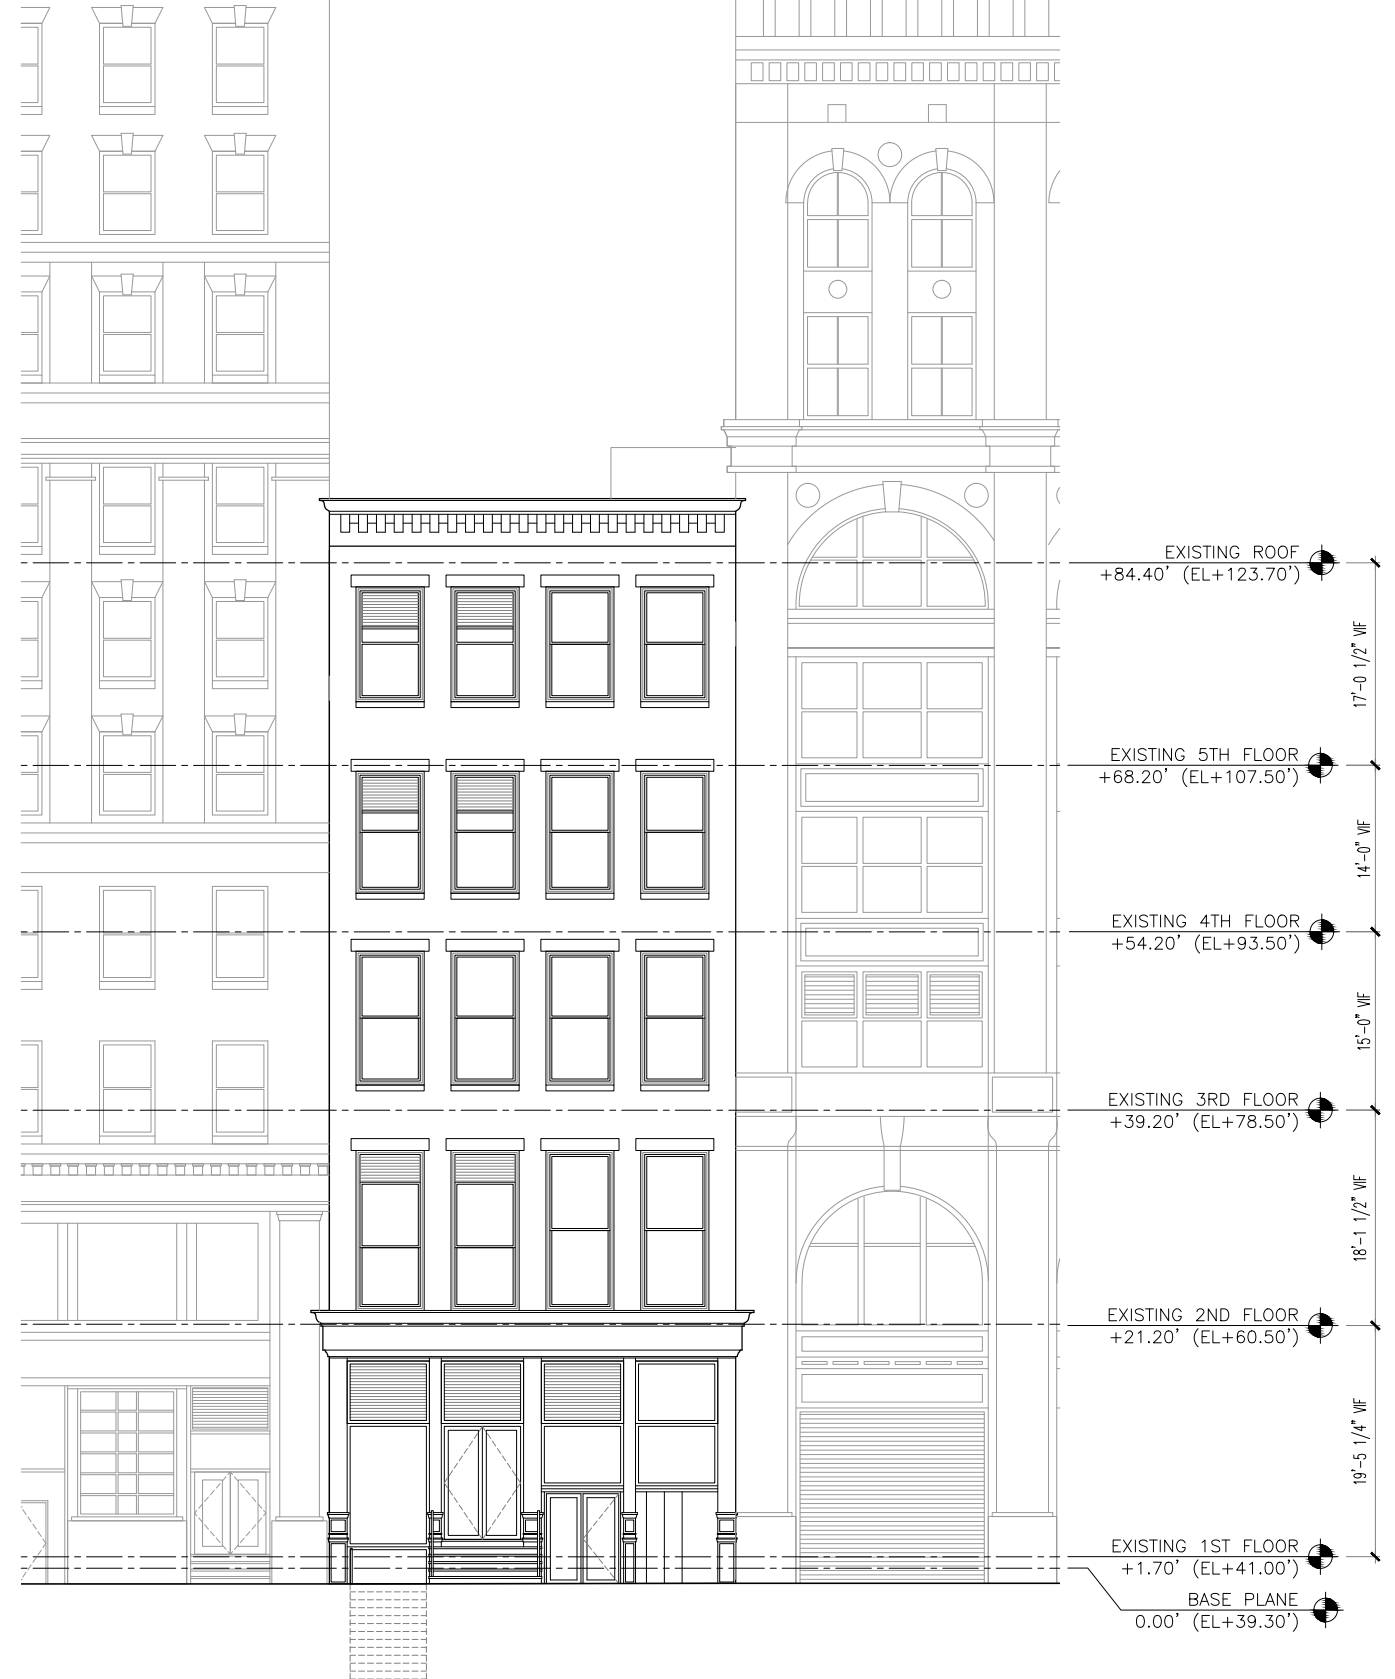 EXISTING ROOF
+84.40' (EL+123.70')
17'-0 1/2" VIF
EXISTING 5TH FLOOR
+68.20' (EL+107.50')
14'-0" VIF
EXISTING 4TH FLOOR
+54.20' (EL+93.50')
15'-0" VIF
EXISTING 3RD FLOOR
+39.20' (EL+78.50')
18'-1 1/2" VIF
EXISTING 2ND FLOOR
+21.20' (EL+60.50')
19'-5 1/4" VIF
EXISTING 1ST FLOOR
+1.70' (EL+41.00')
BASE PLANE
0.00' (EL+39.30')